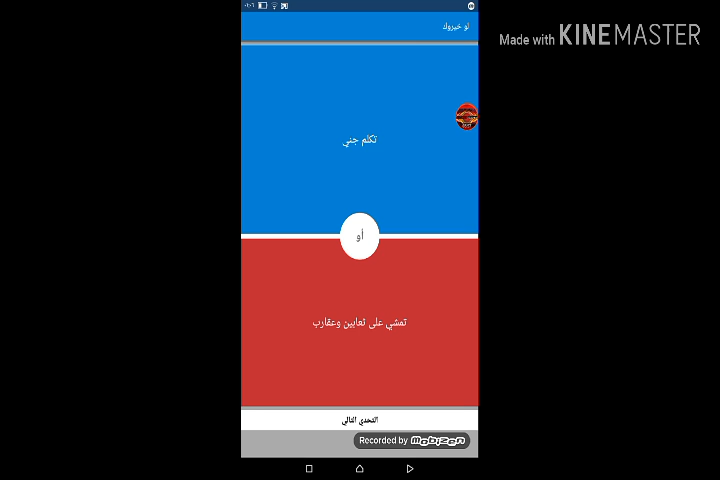 Made with KINEMASTER
لو خيروك
تكلم جني
أو
تمشي على ثعابين وعقارب
التحدي التالي
Recorded by mobizen